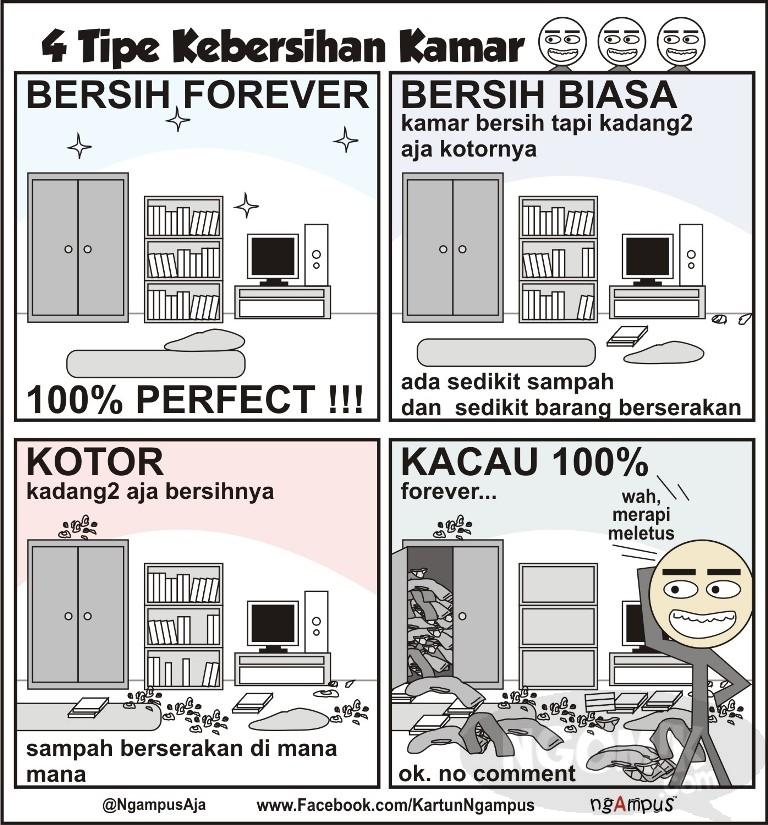 4 Tipe Kebersihan Kamar
BERSIH FOREVER
100% PERFECT !!!
BERSIH BIASA
kamar bersih tapi kadang2
aja kotornya
ada sedikit sampah
dan sedikit barang berserakan
KOTOR
kadang2 aja bersihnya
sampah berserakan di mana
mana
KACAU 100%
forever...
wah,
merapi
meletus
ok. no comment
@NgampusAja
www.Facebook.com/KartunNgampus
ngAmpus